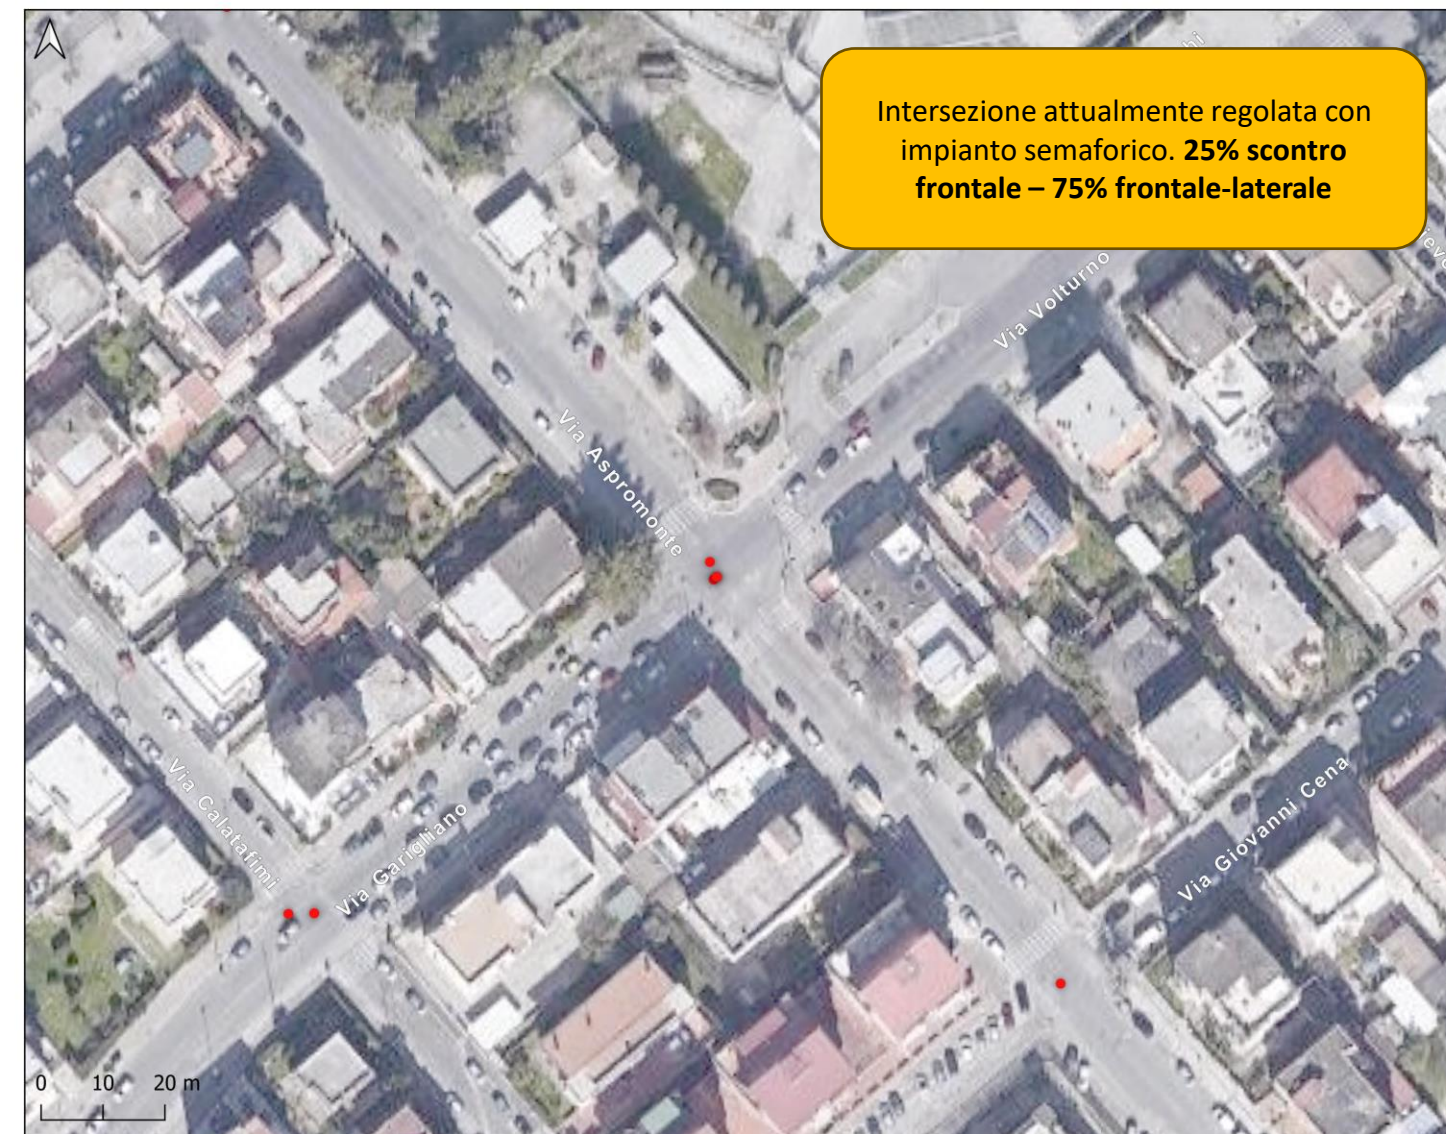 Intersezione attualmente regolata con
impianto semaforico. 25% scontro
frontale – 75% frontale-laterale
Via Volturno
Via Aspromonte
Via Calatafimi
Via Garigliano
Via Giovanni Cena
0 10 20 m